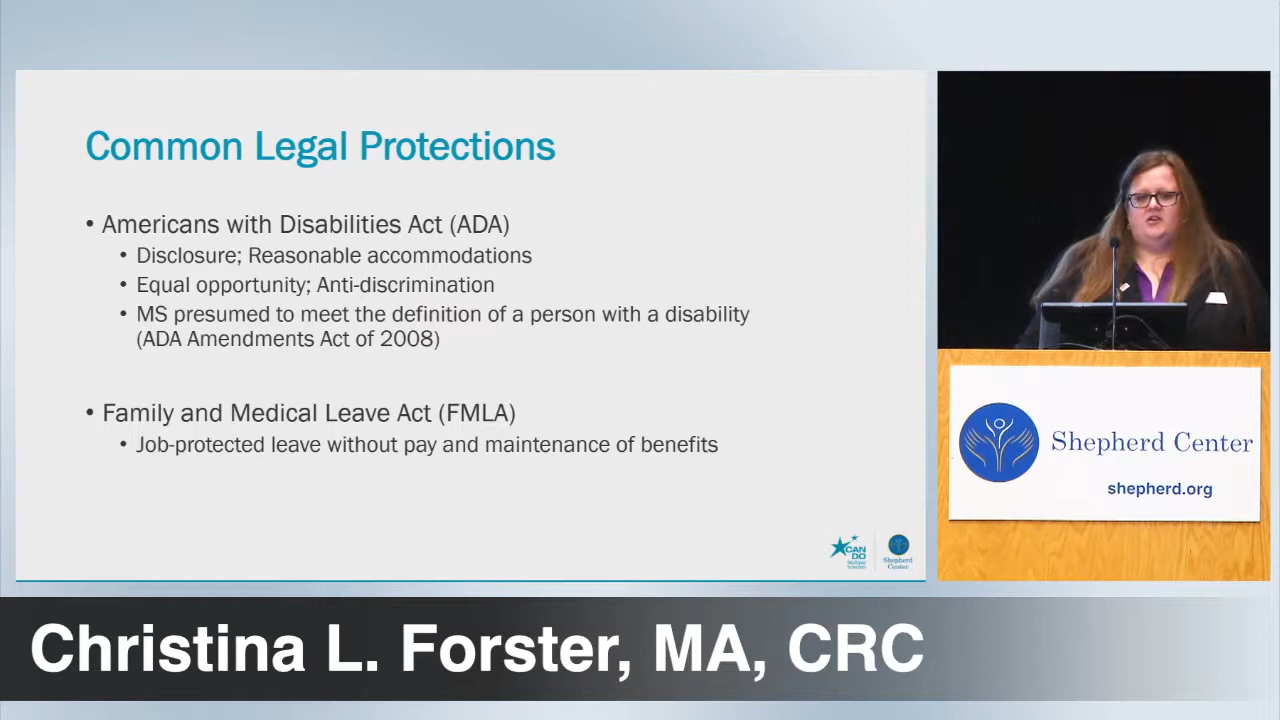 Common Legal Protections
• Americans with Disabilities Act (ADA)
• Disclosure; Reasonable accommodations
• Equal opportunity; Anti-discrimination
• MS presumed to meet the definition of a person with a disability
(ADA Amendments Act of 2008)
• Family and Medical Leave Act (FMLA)
• Job-protected leave without pay and maintenance of benefits
CAN
DO
Multiple
Sclerosis
Shepherd
Center
Shepherd Center
shepherd.org
Christina L. Forster, MA, CRC